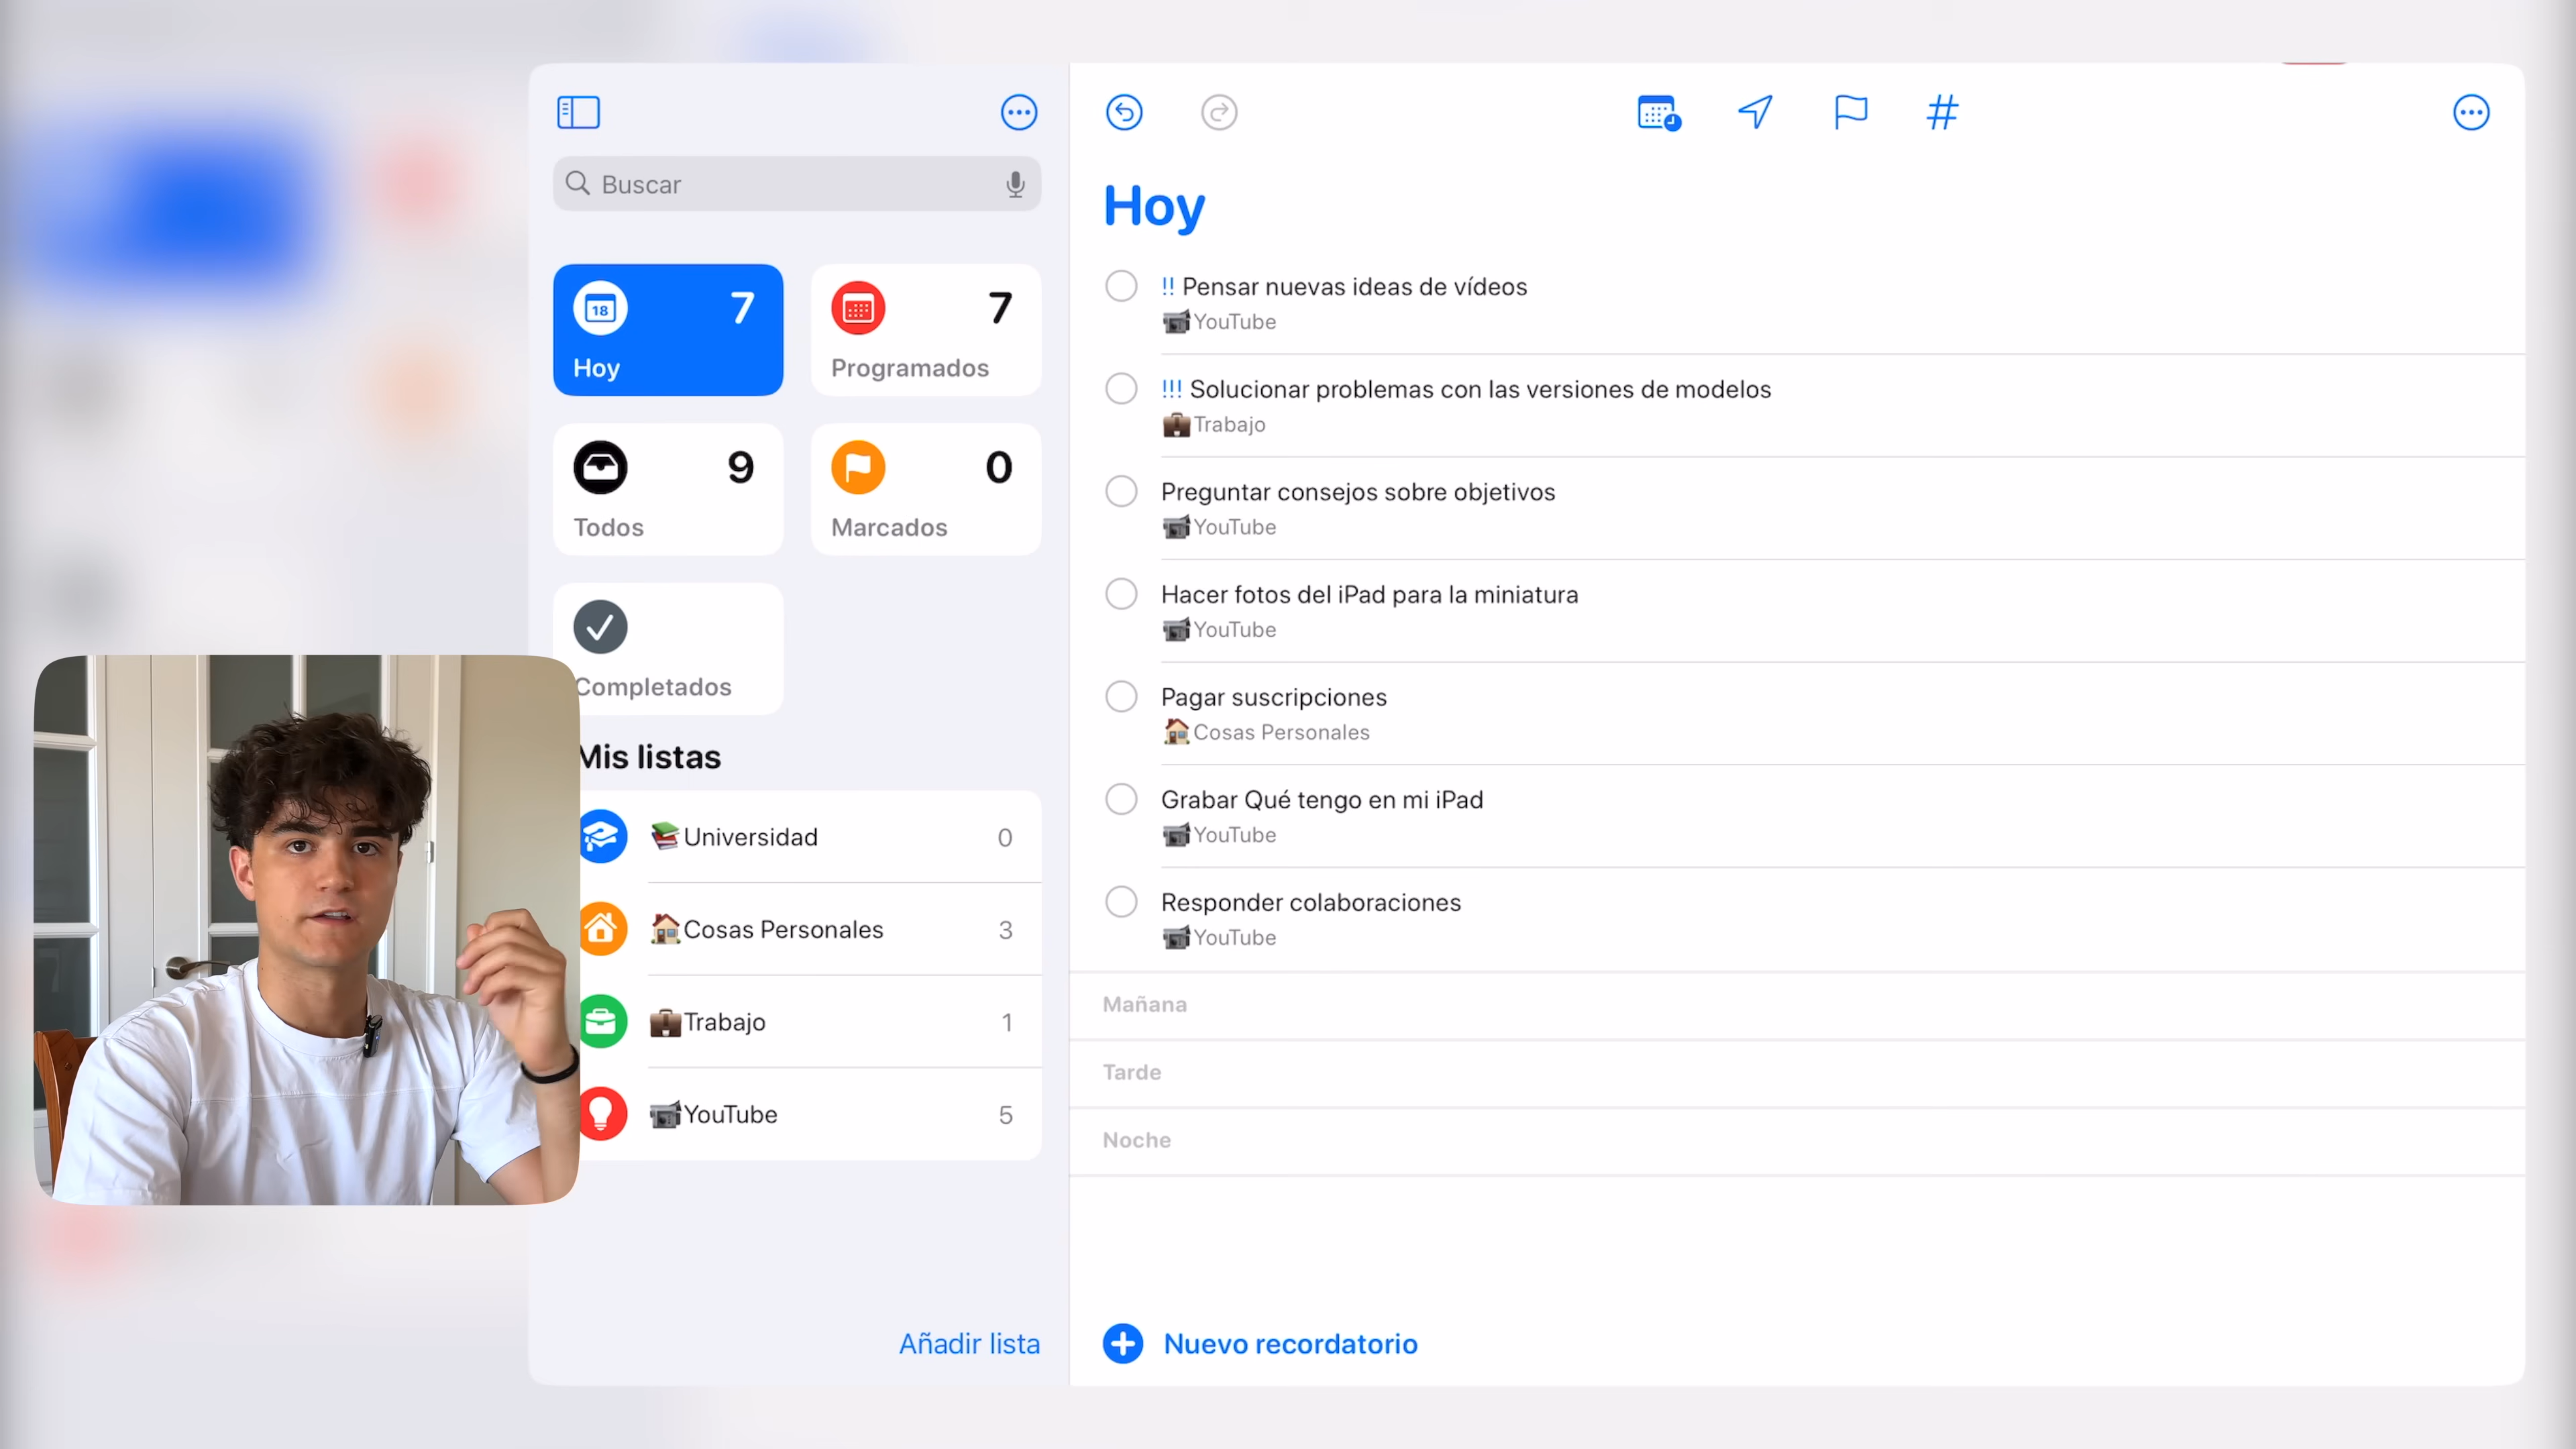 Buscar
18
7
Hoy
7
Programados
9
Todos
0
Marcados
Completados
Mis listas
📚Universidad 0
🏠Cosas Personales 3
💼Trabajo 1
📹YouTube 5
Añadir lista
Hoy
!! Pensar nuevas ideas de vídeos
📹YouTube
!!! Solucionar problemas con las versiones de modelos
💼Trabajo
Preguntar consejos sobre objetivos
📹YouTube
Hacer fotos del iPad para la miniatura
📹YouTube
Pagar suscripciones
🏠Cosas Personales
Grabar Qué tengo en mi iPad
📹YouTube
Responder colaboraciones
📹YouTube
Mañana
Tarde
Noche
Nuevo recordatorio